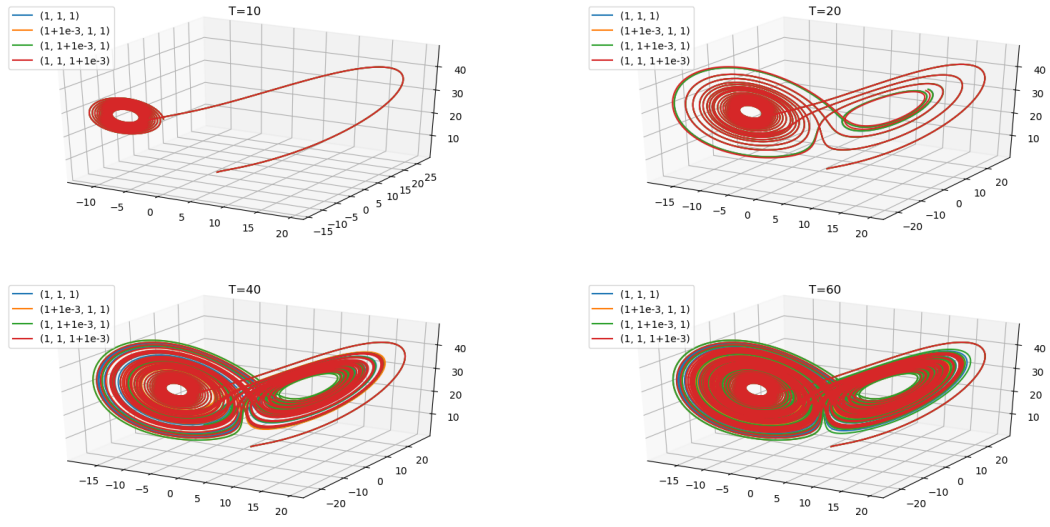 T=10
(1, 1, 1)
(1+1e-3, 1, 1)
(1, 1+1e-3, 1)
(1, 1, 1+1e-3)
40
30
20
10
−10 −5 0 5 10 15 20
−15 −10 −5 0 5 10 15 20 25
T=20
(1, 1, 1)
(1+1e-3, 1, 1)
(1, 1+1e-3, 1)
(1, 1, 1+1e-3)
40
30
20
10
−15 −10 −5 0 5 10 15 20
−20 −10 0 10 20
T=40
(1, 1, 1)
(1+1e-3, 1, 1)
(1, 1+1e-3, 1)
(1, 1, 1+1e-3)
40
30
20
10
−15 −10 −5 0 5 10 15 20
−20 −10 0 10 20
T=60
(1, 1, 1)
(1+1e-3, 1, 1)
(1, 1+1e-3, 1)
(1, 1, 1+1e-3)
40
30
20
10
−15 −10 −5 0 5 10 15 20
−20 −10 0 10 20